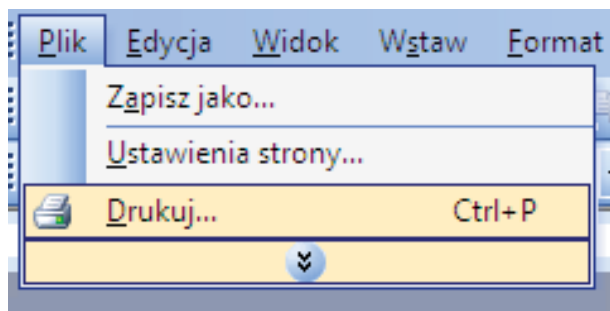 Plik Edycja Widok Wstaw Format
Zapisz jako...
Ustawienia strony...
Drukuj... Ctrl+P